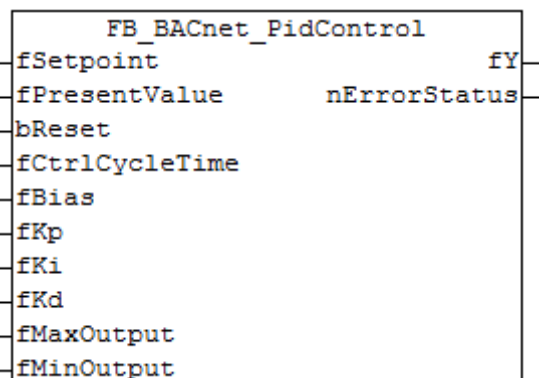 FB_BACnet_PidControl
fSetpoint fY
fPresentValue nErrorStatus
bReset
fCtrlCycleTime
fBias
fKp
fKi
fKd
fMaxOutput
fMinOutput